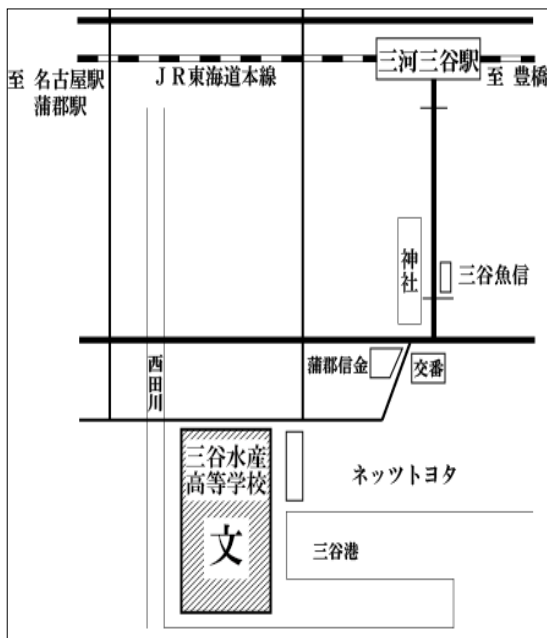 三河三谷駅
至 名古屋駅
蒲郡駅
JR東海道本線
至 豊橋
神社
三谷魚信
西田川
蒲郡信金
交番
三谷水産
高等学校
文
ネッツトヨタ
三谷港